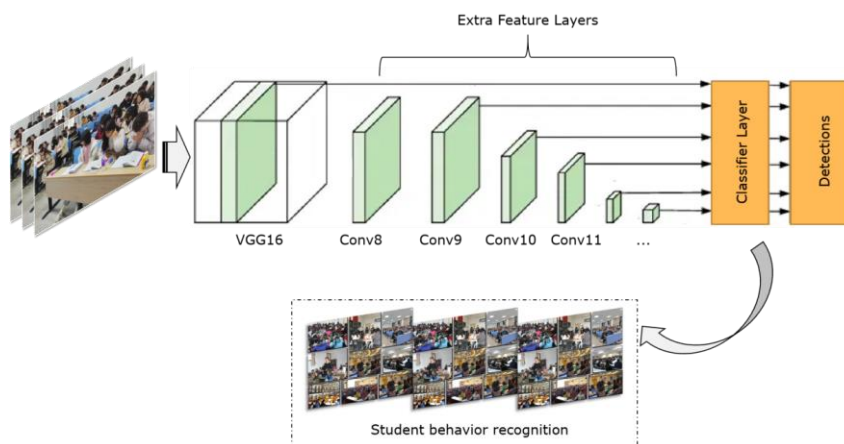 Extra Feature Layers
Classifier Layer
Detections
VGG16
Conv8
Conv9
Conv10
Conv11
...
Student behavior recognition